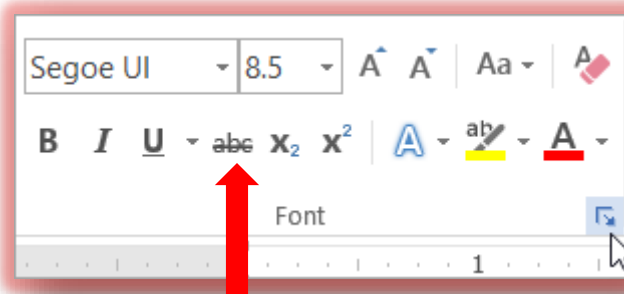 Segoe UI 8.5 A A Aa A
B I U abc X₂ X² A ab A
Font
1